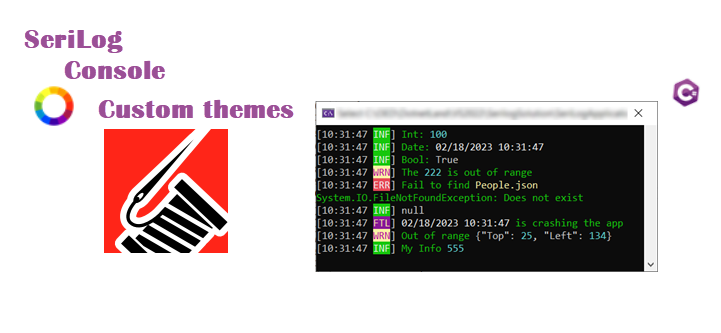 SeriLog
Console
Custom themes
[10:31:47 INF] Int: 100
[10:31:47 INF] Date: 02/18/2023 10:31:47
[10:31:47 INF] Bool: True
[10:31:47 WRN] The 222 is out of range
[10:31:47 ERR] Fail to find People.json
System.IO.FileNotFoundException: Does not exist
[10:31:47 INF] null
[10:31:47 FTL] 02/18/2023 10:31:47 is crashing the app
[10:31:47 WRN] Out of range {"Top": 25, "Left": 134}
[10:31:47 INF] My Info 555